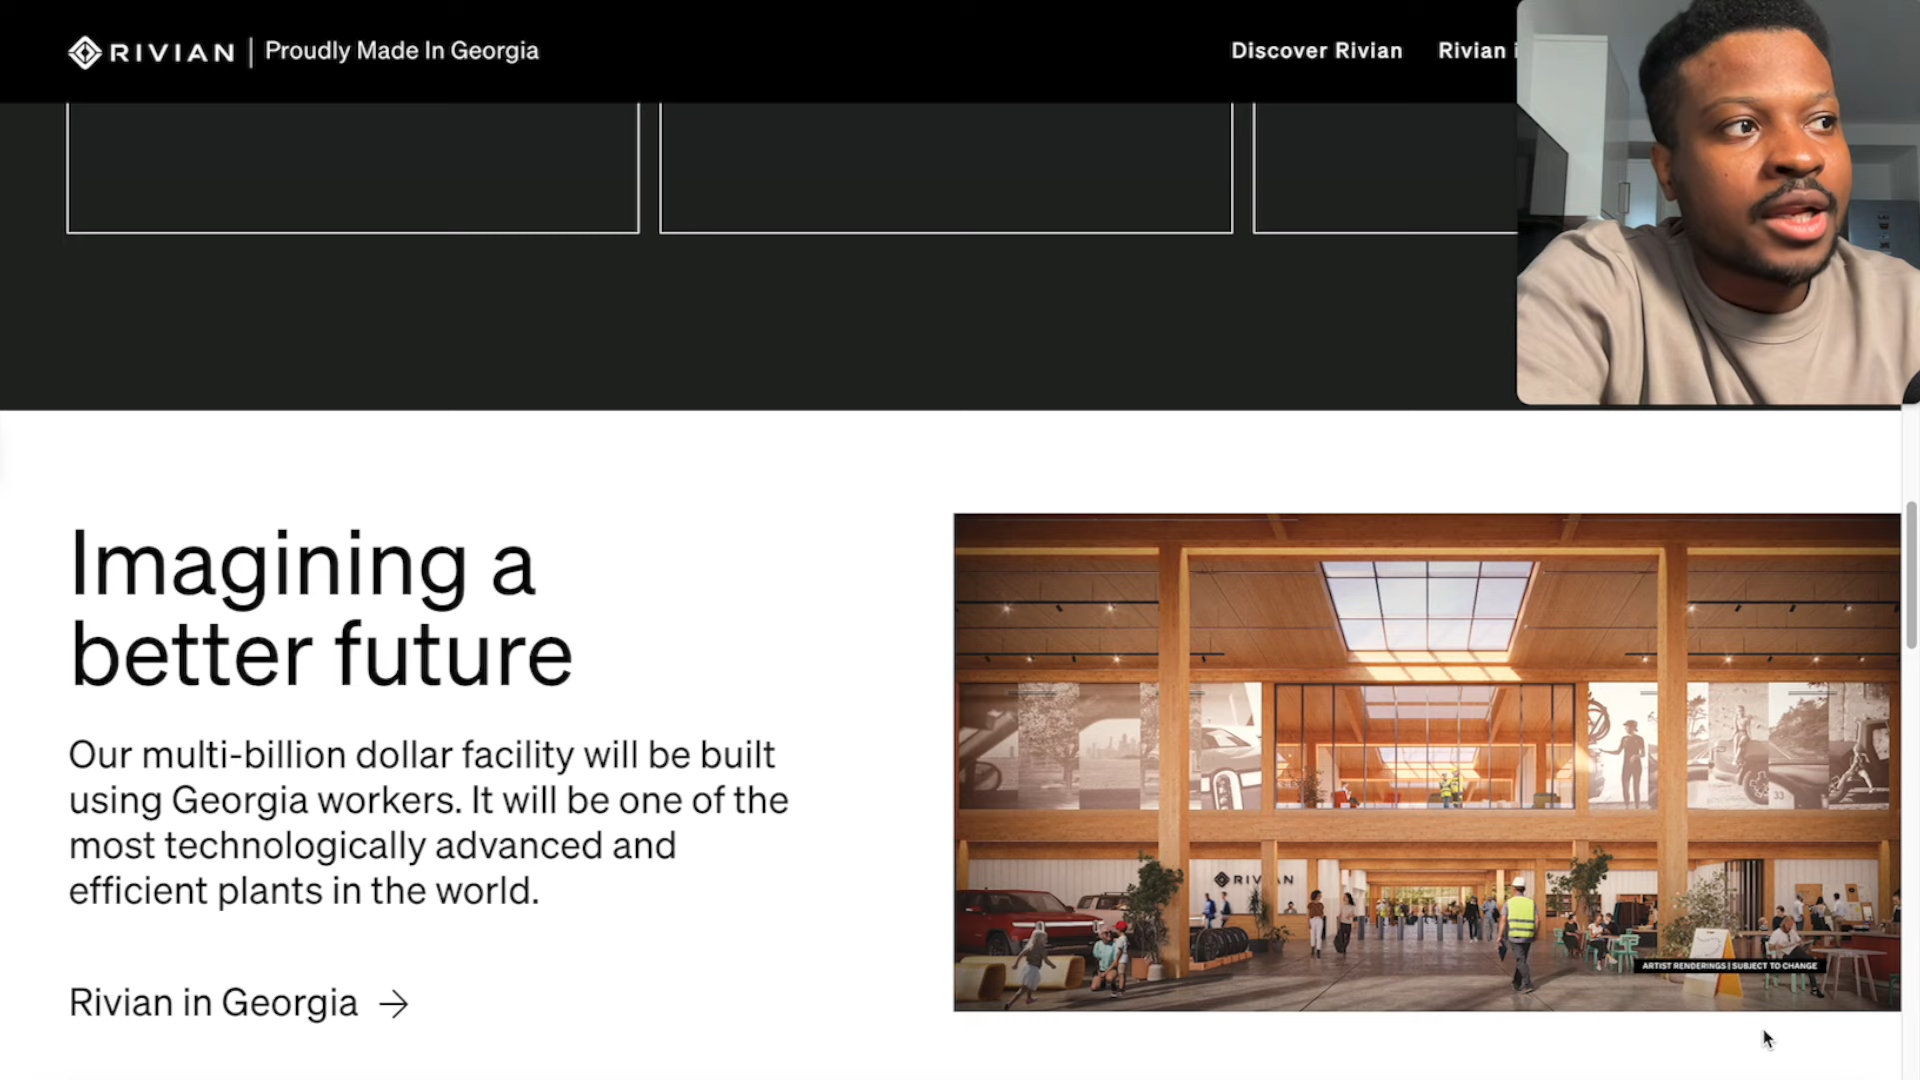 RIVIAN | Proudly Made In Georgia
Discover Rivian
Rivian i
Imagining a
better future
Our multi-billion dollar facility will be built
using Georgia workers. It will be one of the
most technologically advanced and
efficient plants in the world.
Rivian in Georgia →
RIVIAN
33
ARTIST RENDERINGS | SUBJECT TO CHANGE